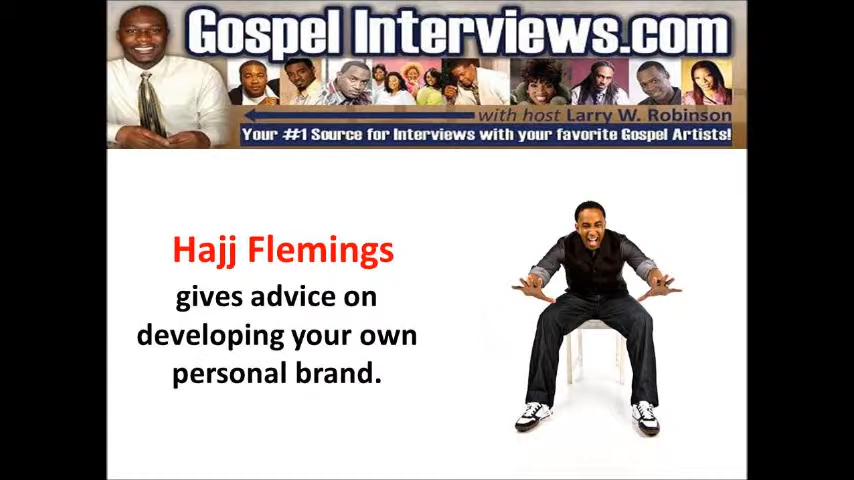 Gospel Interviews.com
with host Larry W. Robinson
Your #1 Source for Interviews with your favorite Gospel Artists!
Hajj Flemings
gives advice on
developing your own
personal brand.